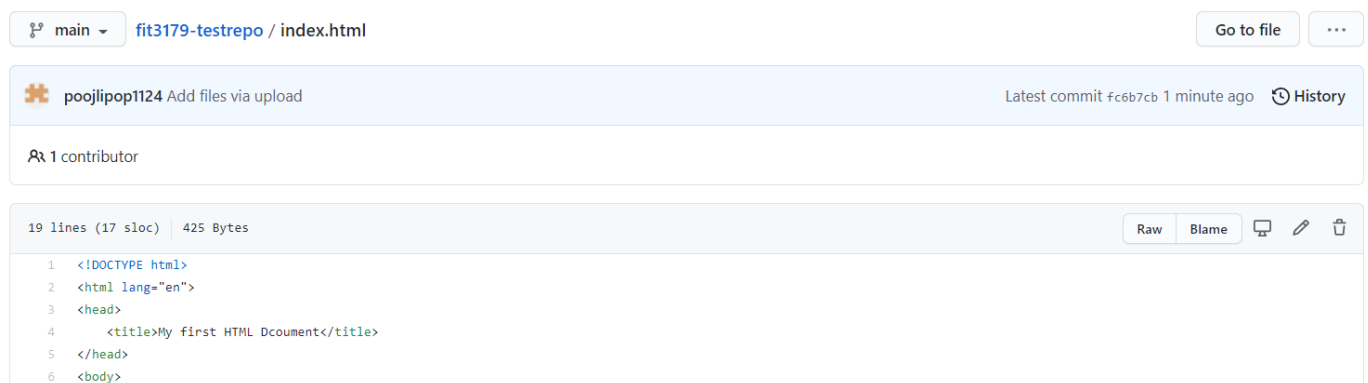 main fit3179-testrepo / index.html Go to file ...
poojlipop1124 Add files via upload Latest commit fc6b7cb 1 minute ago History
1 contributor
19 lines (17 sloc) 425 Bytes Raw Blame
1 <!DOCTYPE html>
2 <html lang="en">
3 <head>
4 <title>My first HTML Dcoument</title>
5 </head>
6 <body>